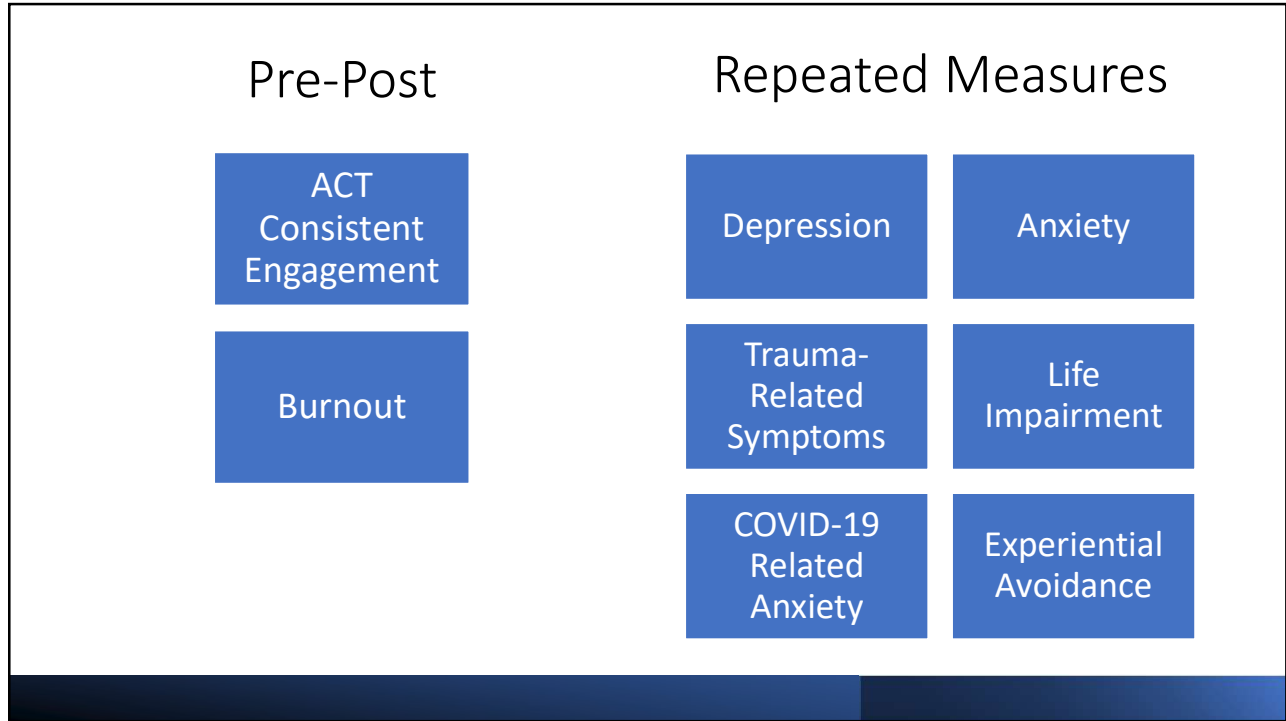 Pre-Post
ACT
Consistent
Engagement
Burnout
Repeated Measures
Depression
Anxiety
Trauma-
Related
Symptoms
Life
Impairment
COVID-19
Related
Anxiety
Experiential
Avoidance